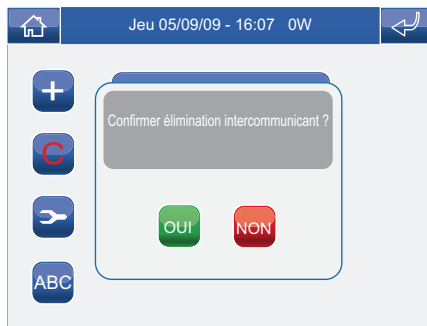 Jeu 05/09/09 - 16:07 0W
+
Confirmer élimination intercommunicant ?
C
OUI NON
ABC